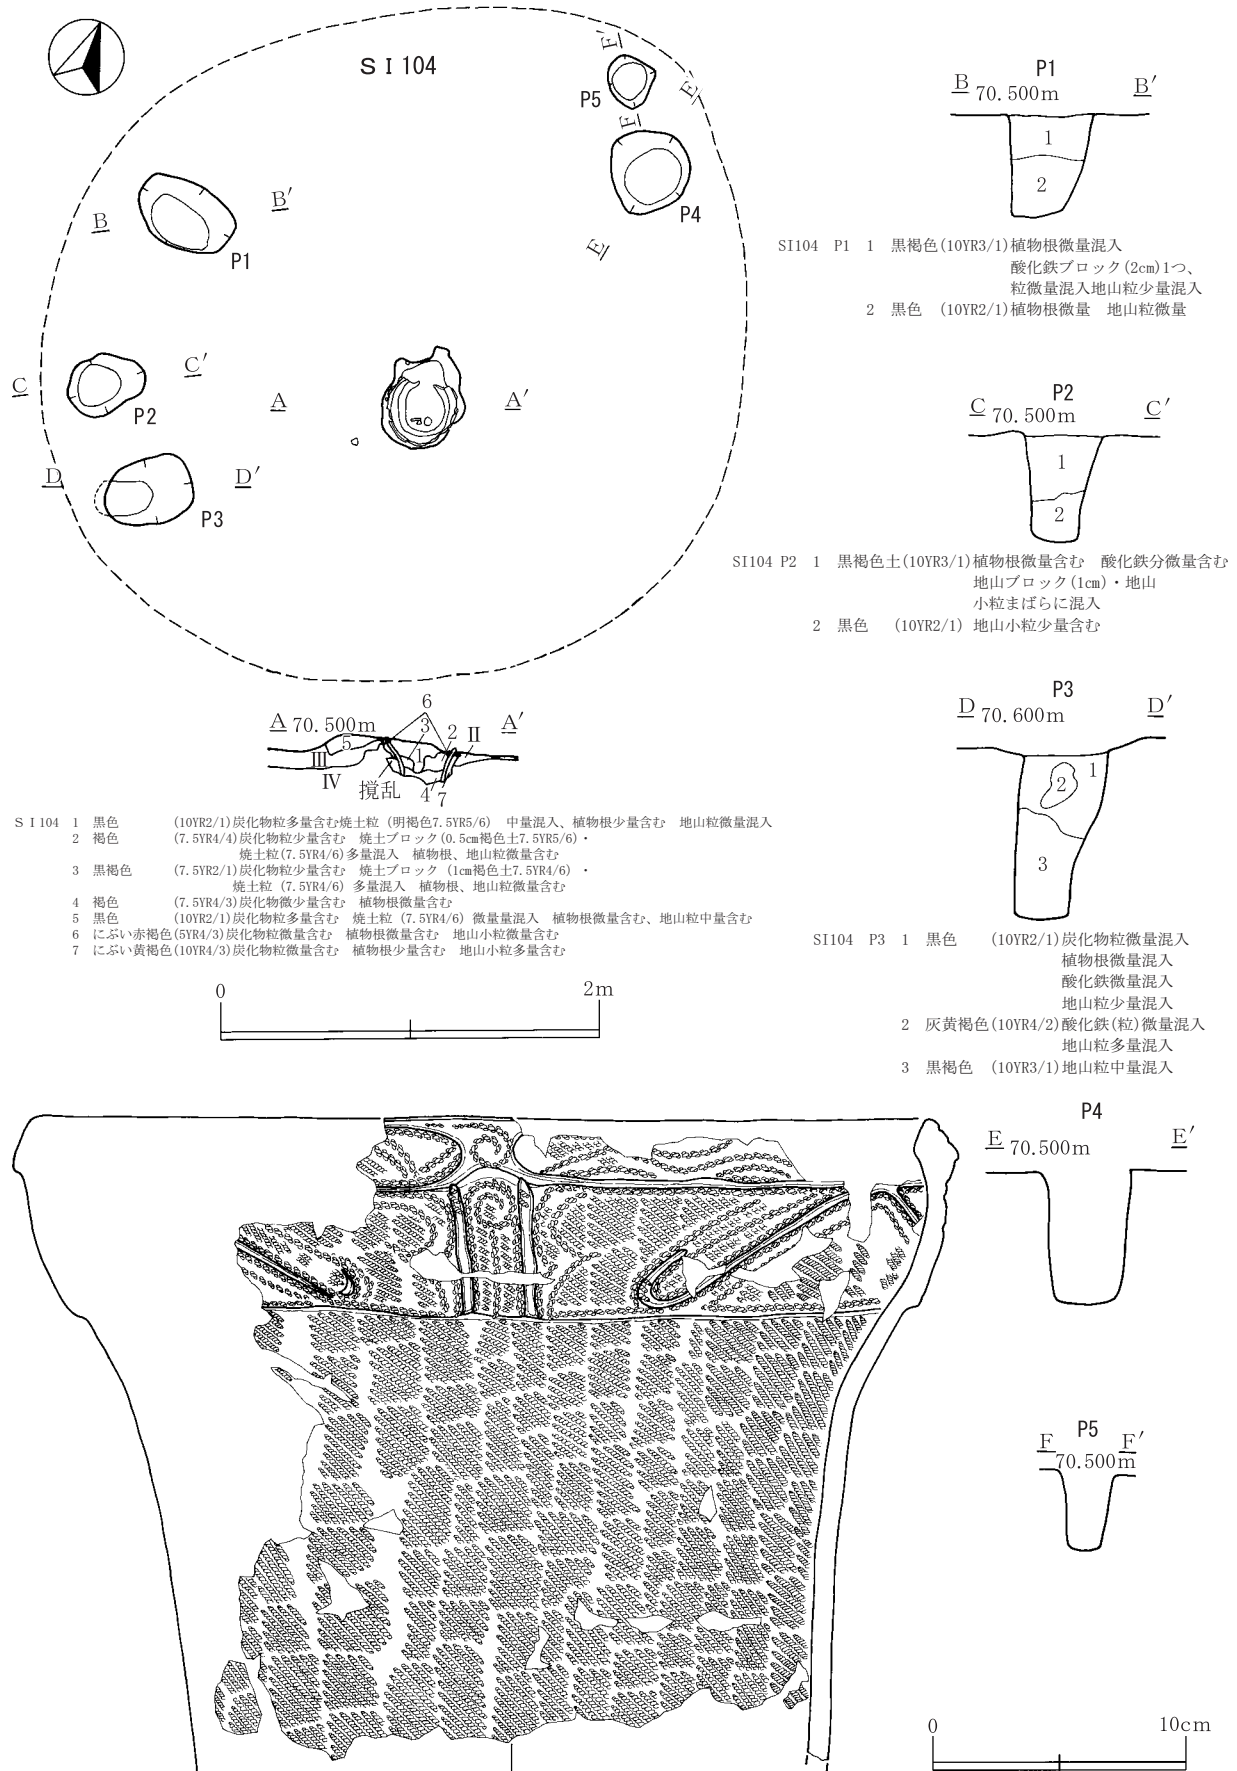 S I 104
E′
P5
E′
E
P4
B
B′
P1
E
C
C′
P2
A
A′
D
D′
P3
P1
B 70.500m B′
1
2
SI104 P1 1 黒褐色(10YR3/1)植物根微量混入
酸化鉄ブロック(2cm)1つ、
粒微量混入地山粒少量混入
2 黒色 (10YR2/1)植物根微量 地山粒微量
P2
C 70.500m C′
1
2
SI104 P2 1 黒褐色土(10YR3/1)植物根微量含む 酸化鉄分微量含む
地山ブロック(1cm)・地山
小粒まばらに混入
2 黒色 (10YR2/1) 地山小粒少量含む
P3
D 70.600m D′
1
2
3
SI104 P3 1 黒色 (10YR2/1)炭化物粒微量混入
植物根微量混入
酸化鉄微量混入
地山粒少量混入
2 灰黄褐色(10YR4/2)酸化鉄(粒)微量混入
地山粒多量混入
3 黒褐色 (10YR3/1)地山粒中量混入
A 70.500m A′
6
3
5 1 2 II
III
IV
撹乱 4 7
S I 104 1 黒色 (10YR2/1)炭化物粒多量含む焼土粒 (明褐色7.5YR5/6) 中量混入、植物根少量含む 地山粒微量混入
2 褐色 (7.5YR4/4)炭化物粒少量含む 焼土ブロック(0.5cm褐色土7.5YR5/6)・
焼土粒(7.5YR4/6)多量混入 植物根、地山粒微量含む
3 黒褐色 (7.5YR2/1)炭化物粒少量含む 焼土ブロック (1cm褐色土7.5YR4/6) ・
焼土粒 (7.5YR4/6) 多量混入 植物根、地山粒微量含む
4 褐色 (7.5YR4/3)炭化物微少量含む 植物根微量含む
5 黒色 (10YR2/1)炭化物粒多量含む 焼土粒 (7.5YR4/6) 微量量混入 植物根微量含む、地山粒中量含む
6 にぶい赤褐色(5YR4/3)炭化物粒微量含む 植物根微量含む 地山小粒微量含む
7 にぶい黄褐色(10YR4/3)炭化物粒微量含む 植物根少量含む 地山小粒多量含む
0 2m
P4
E 70.500m E′
P5
F 70.500m F′
0 10cm